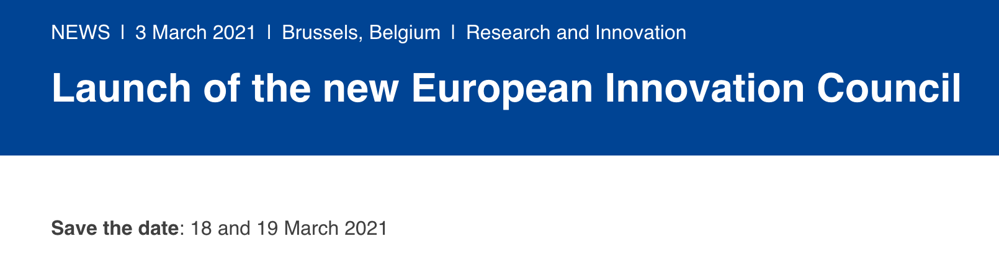 NEWS | 3 March 2021 | Brussels, Belgium | Research and Innovation
Launch of the new European Innovation Council
Save the date: 18 and 19 March 2021